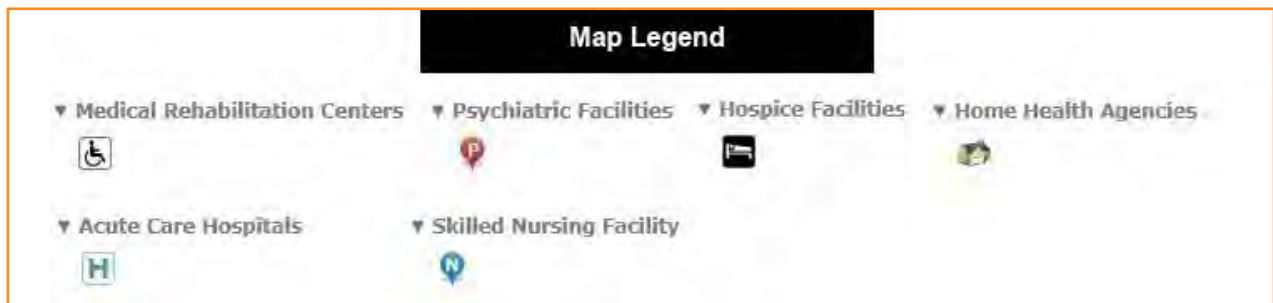 Map Legend
Medical Rehabilitation Centers
Psychiatric Facilities
Hospice Facilities
Home Health Agencies
P
Acute Care Hospitals
Skilled Nursing Facility
H
N